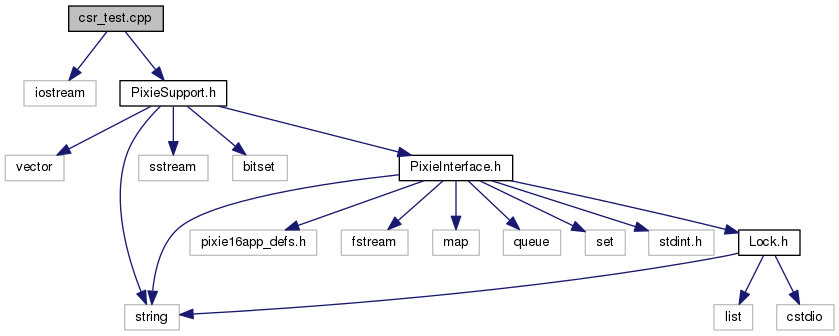 csr_test.cpp
iostream
PixieSupport.h
vector
sstream
bitset
PixieInterface.h
pixie16app_defs.h
fstream
map
queue
set
stdint.h
Lock.h
string
list
cstdio